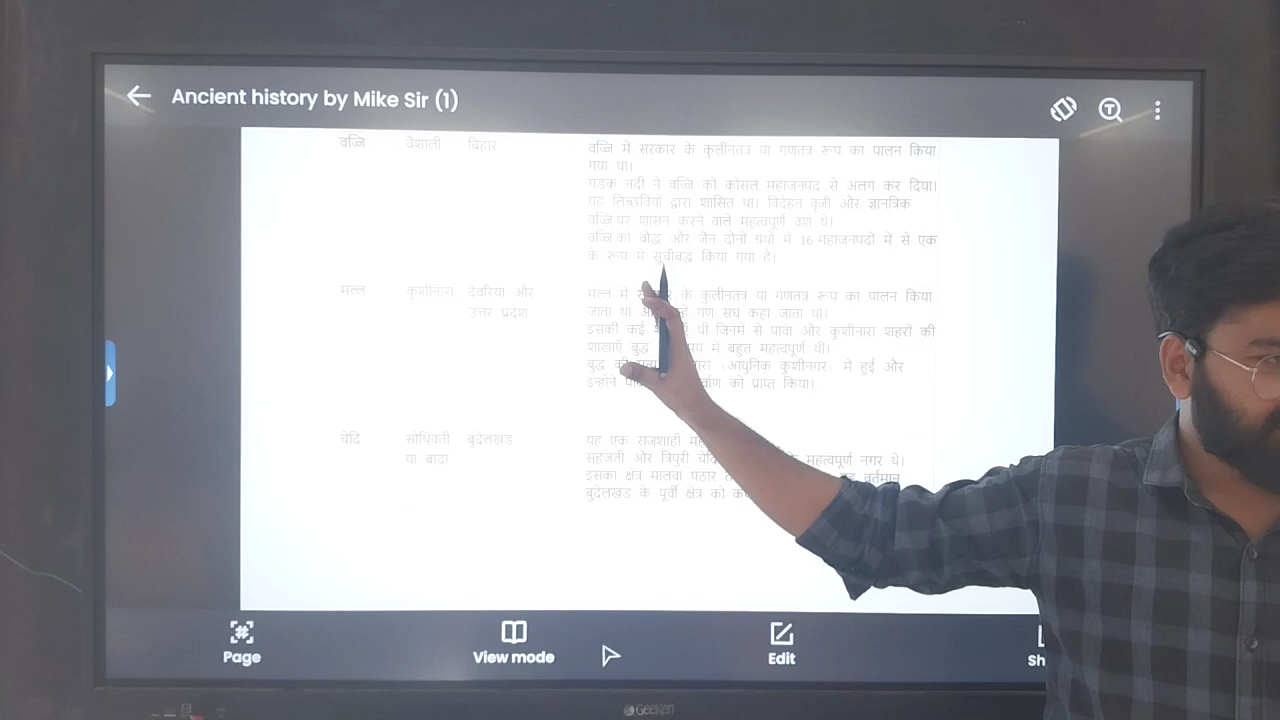 Ancient history by Mike Sir (1)
वज्जि वैशाली बिहार वज्जि में सरकार के कुलीनतंत्र या गणतंत्र रूप का पालन किया
गया था।
गंडक नदी ने वज्जि को कोसल महाजनपद से अलग कर दिया।
यह लिच्छवियों द्वारा शासित था। विदेहन वृजी और ज्ञानत्रिक
वज्जि पर शासन करने वाले महत्वपूर्ण वंश थे।
वज्जि को बौद्ध और जैन दोनों ग्रंथों में 16 महाजनपदों में से एक
के रूप में सूचीबद्ध किया गया है।
मल्ल कुशीनारा देवरिया और मल्ल में के कुलीनतंत्र या गणतंत्र रूप का पालन किया
उत्तर प्रदेश जाता था गण संघ कहा जाता था।
इसकी कई थीं जिनमें से पावा और कुशीनारा शहरों की
शाखाएँ बुद्ध में बहुत महत्वपूर्ण थीं।
बुद्ध आधुनिक कुशीनगर में हुई और
इन्होंने को प्राप्त किया।
चेदि सोथिवती बुंदेलखंड यह एक राजशाही
या बांदा सहजती और त्रिपुरी महत्वपूर्ण नगर थे।
इसका क्षेत्र मालवा पठार वर्तमान
बुंदेलखंड के पूर्वी क्षेत्र को
Page View mode Edit
GeeKen